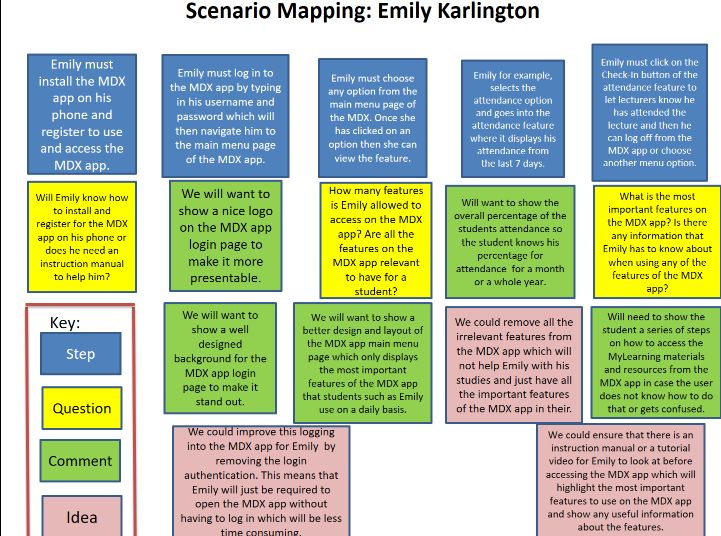 Scenario Mapping: Emily Karlington
Emily must
install the MDX
app on his
phone and
register to use
and access the
MDX app.
Emily must log in to
the MDX app by typing
in his username and
password which will
then navigate him to
the main menu page
of the MDX app.
Emily must choose
any option from the
main menu page of
the MDX. Once she
has clicked on an
option then she can
view the feature.
Emily for example,
selects the
attendance option
and goes into the
attendance feature
where it displays his
attendance from
the last 7 days.
Emily must click on the
Check-In button of the
attendance feature to
let lecturers know he
has attended the
lecture and then he
can log off from the
MDX app or choose
another menu option.
Will Emily know how
to install and
register for the MDX
app on his phone or
does he need an
instruction manual
to help him?
We will want to
show a nice logo
on the MDX app
login page to
make it more
presentable.
How many features
is Emily allowed to
access on the MDX
app? Are all the
features on the
MDX app relevant
to have for a
student?
Will want to show the
overall percentage of the
students attendance so
the student knows his
percentage for
attendance for a month
or a whole year.
What is the most
important features on
the MDX app? Is there
any information that
Emily has to know about
when using any of the
features of the MDX
app?
Key:
Step
Question
Comment
Idea
We will want to
show a well
designed
background for the
MDX app login
page to make it
stand out.
We will want to show a
better design and layout of
the MDX app main menu
page which only displays
the most important
features of the MDX app
that students such as Emily
use on a daily basis.
We could remove all the
irrelevant features from
the MDX app which will
not help Emily with his
studies and just have all
the important features
of the MDX app in their.
Will need to show the
student a series of steps
on how to access the
MyLearning materials
and resources from the
MDX app in case the user
does not know how to do
that or gets confused.
We could improve this logging
into the MDX app for Emily by
removing the login
authentication. This means that
Emily will just be required to
open the MDX app without
having to log in which will be less
time consuming.
We could ensure that there is an
instruction manual or a tutorial
video for Emily to look at before
accessing the MDX app which will
highlight the most important
features to use on the MDX app
and show any useful information
about the features.